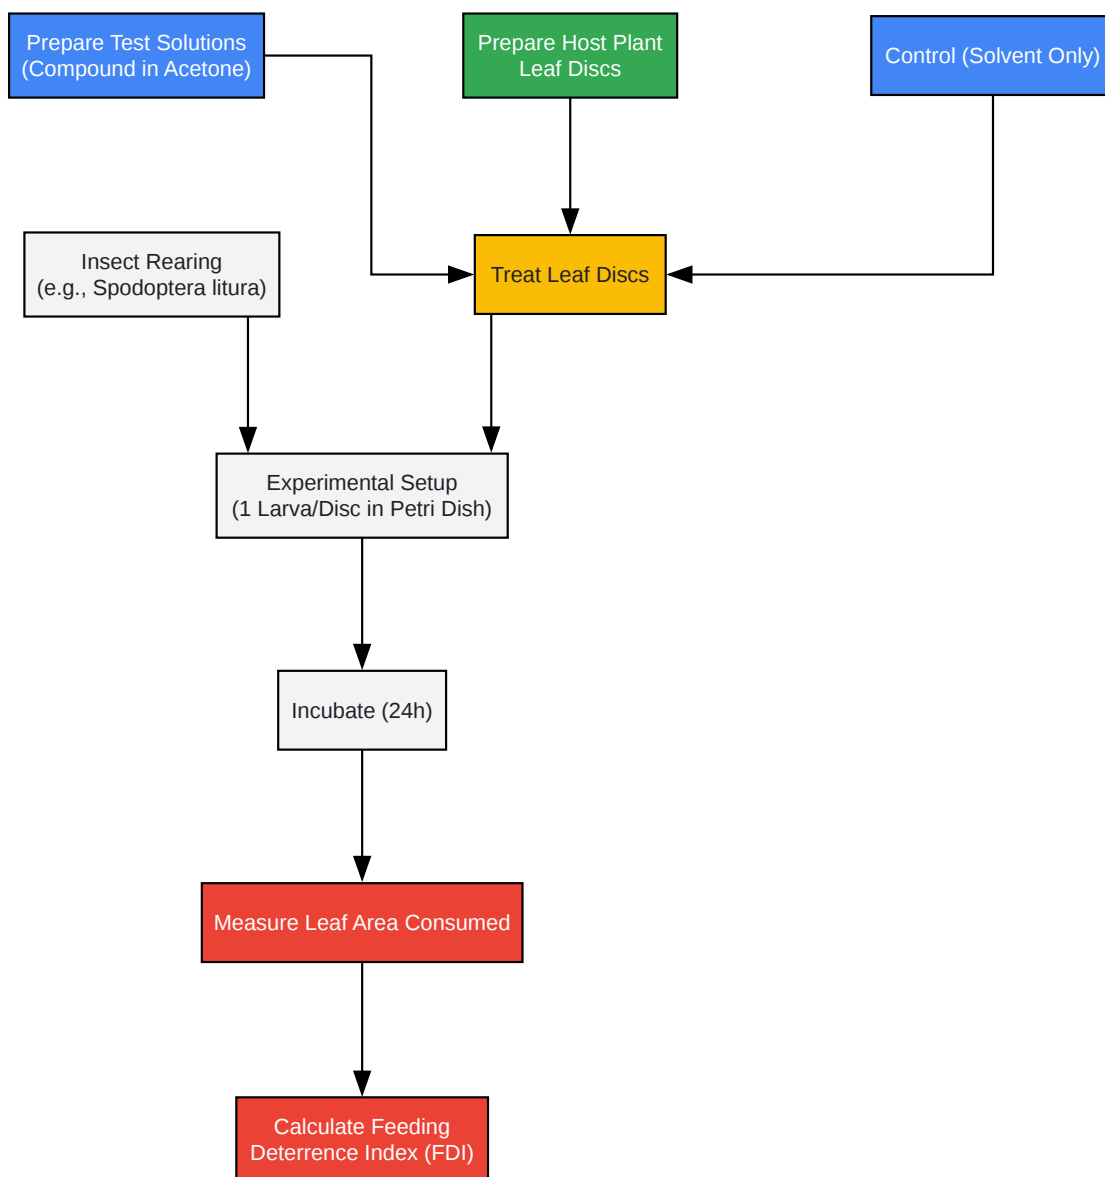 Prepare Test Solutions
(Compound in Acetone)
Prepare Host Plant
Leaf Discs
Control (Solvent Only)
Insect Rearing
(e.g., Spodoptera litura)
Treat Leaf Discs
Experimental Setup
(1 Larva/Disc in Petri Dish)
Incubate (24h)
Measure Leaf Area Consumed
Calculate Feeding
Deterrence Index (FDI)